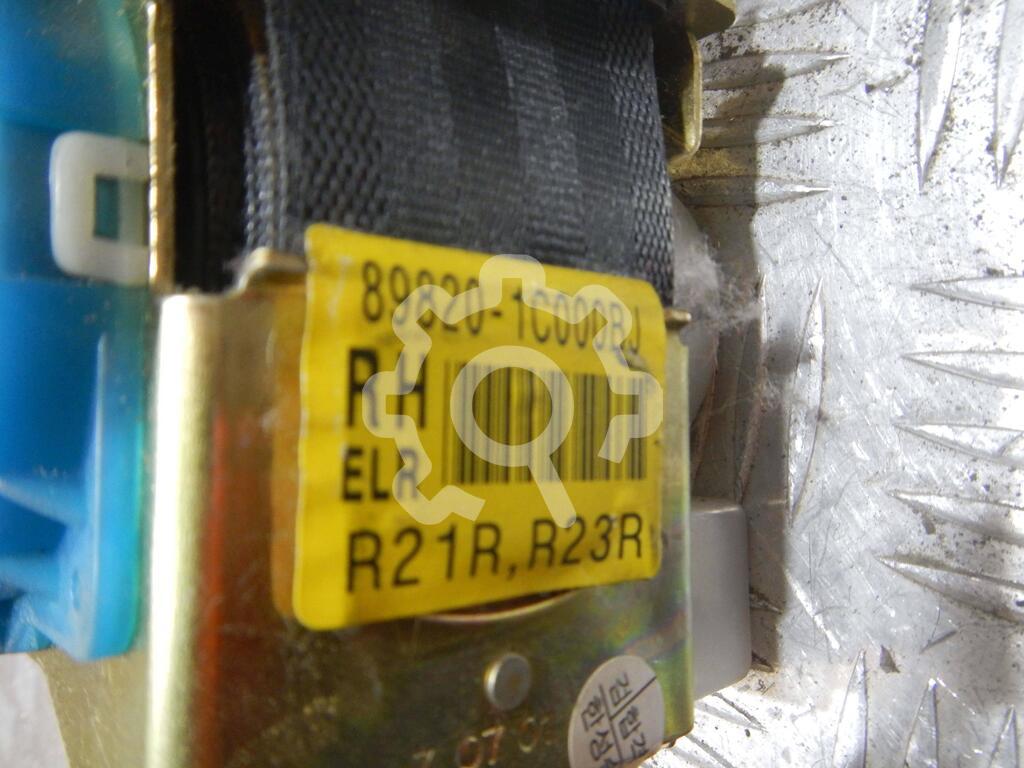 89820-1C000BJ
RH
ELR
R21R, R23R